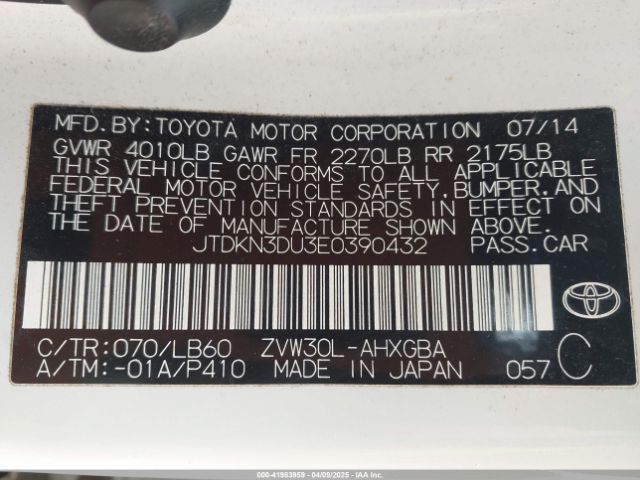 MFD.BY:TOYOTA MOTOR CORPORATION 07/14
GVWR 4010LB GAWR FR 2270LB RR 2175LB
THIS VEHICLE CONFORMS TO ALL APPLICABLE
FEDERAL MOTOR VEHICLE SAFETY,BUMPER,AND
THEFT PREVENTION STANDARDS IN EFFECT ON
THE DATE OF MANUFACTURE SHOWN ABOVE.
JTDKN3DU3E0390432 PASS.CAR
C/TR:070/LB60 ZVW30L-AHXGBA
A/TM:-01A/P410 MADE IN JAPAN 057 C
000-41983959 - 04/09/2025 - IAA Inc.